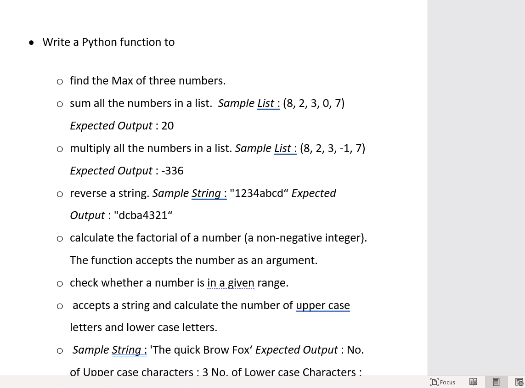 • Write a Python function to
o find the Max of three numbers.
o sum all the numbers in a list. Sample List : (8, 2, 3, 0, 7)
Expected Output : 20
o multiply all the numbers in a list. Sample List : (8, 2, 3, -1, 7)
Expected Output : -336
o reverse a string. Sample String : "1234abcd“ Expected
Output : "dcba4321“
o calculate the factorial of a number (a non-negative integer).
The function accepts the number as an argument.
o check whether a number is in a given range.
o accepts a string and calculate the number of upper case
letters and lower case letters.
o Sample String : 'The quick Brow Fox‘ Expected Output : No.
of Upper case characters : 3 No. of Lower case Characters :
Focus